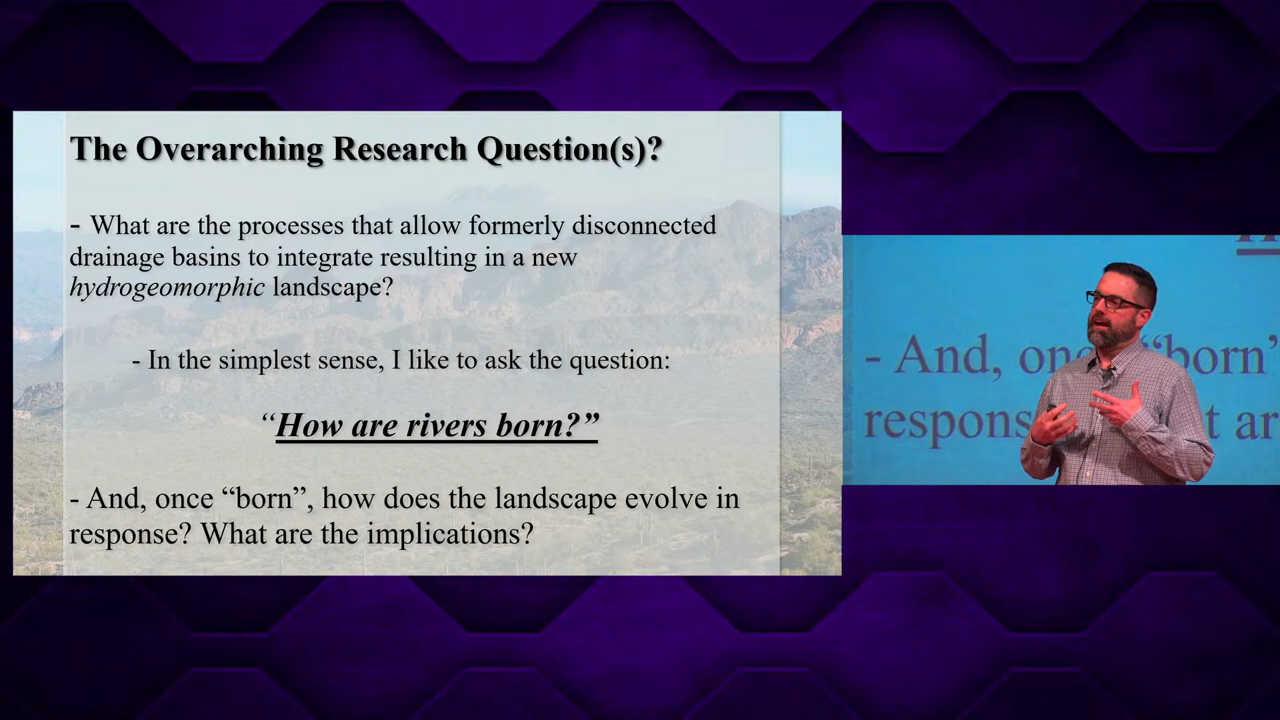 The Overarching Research Question(s)?
- What are the processes that allow formerly disconnected
drainage basins to integrate resulting in a new
hydrogeomorphic landscape?
- In the simplest sense, I like to ask the question:
“How are rivers born?”
- And, once “born”, how does the landscape evolve in
response? What are the implications?
- And, “born”